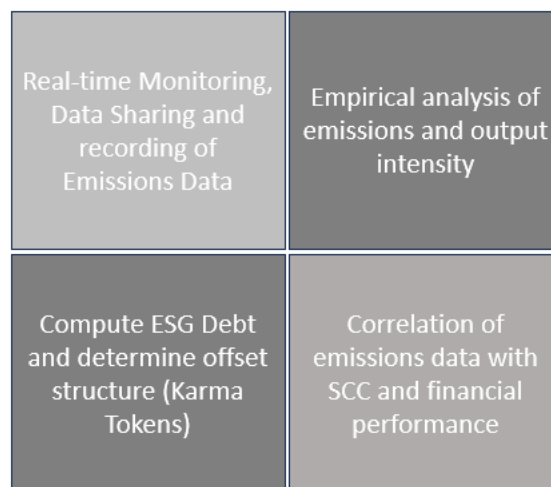 Real-time Monitoring,
Data Sharing and
recording of
Emissions Data
Empirical analysis of
emissions and output
intensity
Compute ESG Debt
and determine offset
structure (Karma
Tokens)
Correlation of
emissions data with
SCC and financial
performance